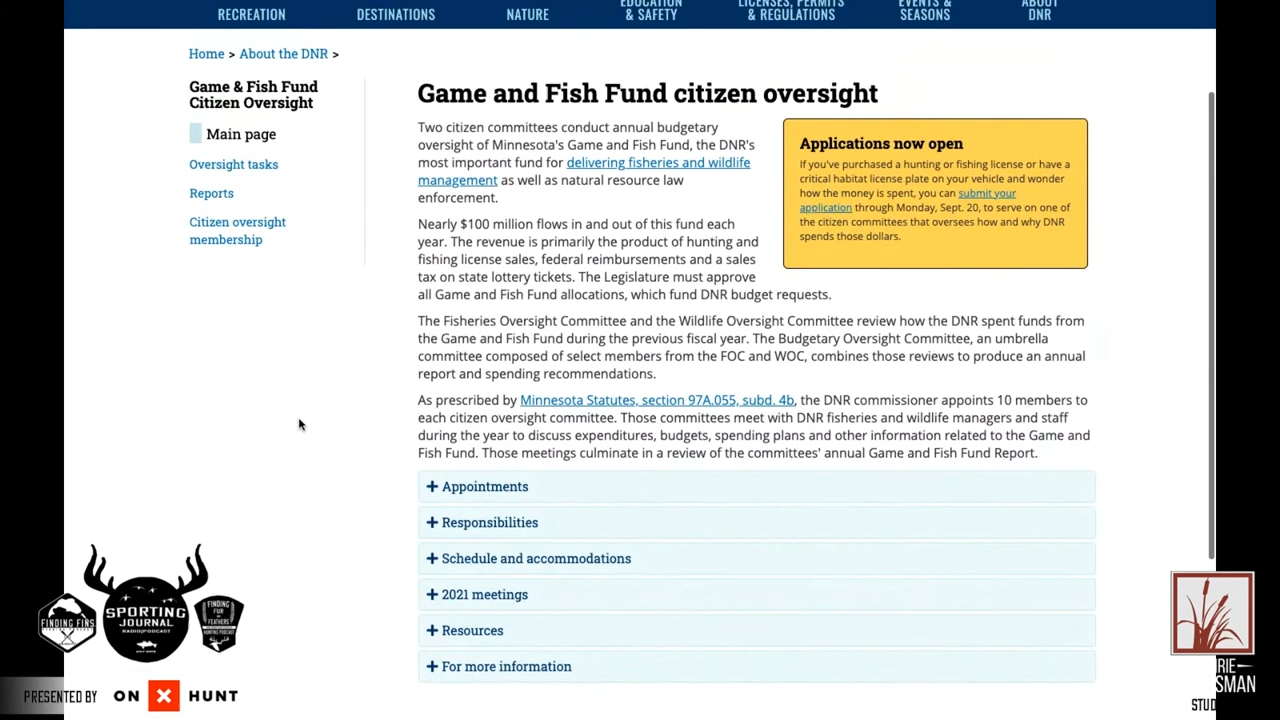 RECREATION
DESTINATIONS
NATURE
EDUCATION
& SAFETY
LICENSES, PERMITS
& REGULATIONS
EVENTS &
SEASONS
ABOUT
DNR
Home > About the DNR >
Game & Fish Fund
Citizen Oversight
Main page
Oversight tasks
Reports
Citizen oversight
membership
Game and Fish Fund citizen oversight
Two citizen committees conduct annual budgetary
oversight of Minnesota's Game and Fish Fund, the DNR's
most important fund for delivering fisheries and wildlife
management as well as natural resource law
enforcement.
Applications now open
If you've purchased a hunting or fishing license or have a
critical habitat license plate on your vehicle and wonder
how the money is spent, you can submit your
application through Monday, Sept. 20, to serve on one of
the citizen committees that oversees how and why DNR
spends those dollars.
Nearly $100 million flows in and out of this fund each
year. The revenue is primarily the product of hunting and
fishing license sales, federal reimbursements and a sales
tax on state lottery tickets. The Legislature must approve
all Game and Fish Fund allocations, which fund DNR budget requests.
The Fisheries Oversight Committee and the Wildlife Oversight Committee review how the DNR spent funds from
the Game and Fish Fund during the previous fiscal year. The Budgetary Oversight Committee, an umbrella
committee composed of select members from the FOC and WOC, combines those reviews to produce an annual
report and spending recommendations.
As prescribed by Minnesota Statutes, section 97A.055, subd. 4b, the DNR commissioner appoints 10 members to
each citizen oversight committee. Those committees meet with DNR fisheries and wildlife managers and staff
during the year to discuss expenditures, budgets, spending plans and other information related to the Game and
Fish Fund. Those meetings culminate in a review of the committees' annual Game and Fish Fund Report.
+ Appointments
+ Responsibilities
+ Schedule and accommodations
+ 2021 meetings
+ Resources
+ For more information
FINDING FINS
SPORTING
JOURNAL
RADIO|PODCAST
FINDING
FUR
FEATHERS
HUNTING PODCAST
PRESENTED BY
ON X HUNT
RIE
SMAN
STUD